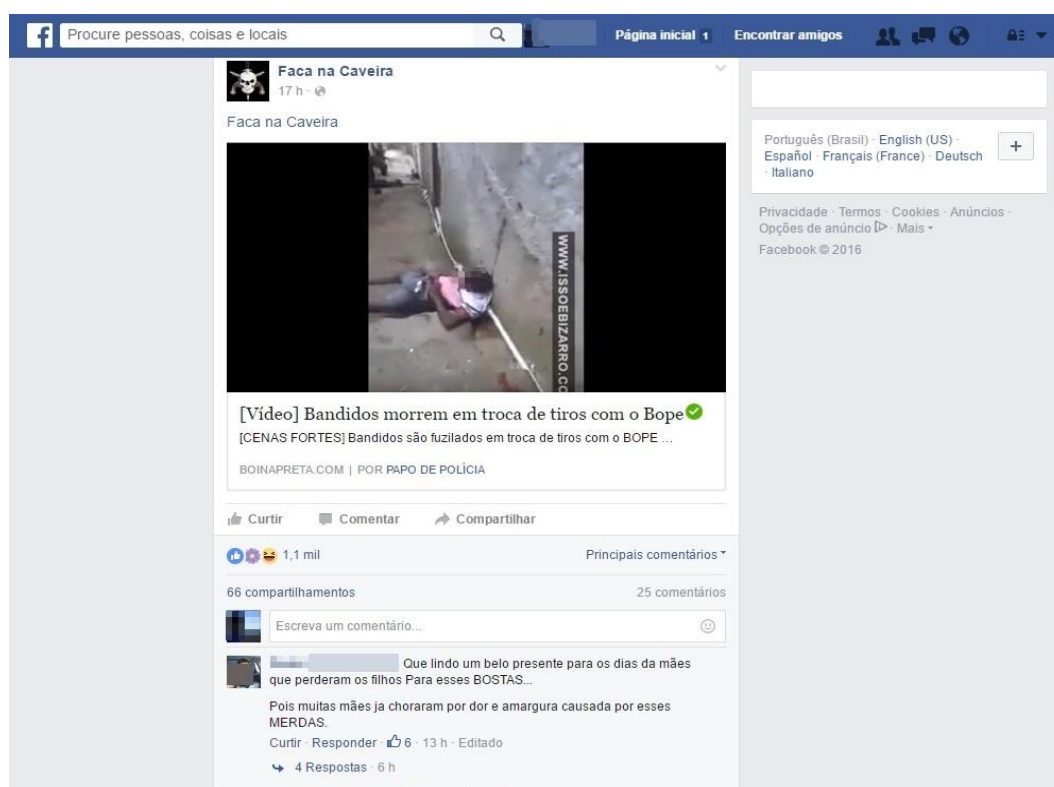 Procure pessoas, coisas e locais
Página inicial 1
Encontrar amigos
Faca na Caveira
17 h ·
Faca na Caveira
WWW.ISSOEBIZARRO.CO
[Vídeo] Bandidos morrem em troca de tiros com o Bope
[CENAS FORTES] Bandidos são fuzilados em troca de tiros com o BOPE ...
BOINAPRETA.COM | POR PAPO DE POLÍCIA
Curtir Comentar Compartilhar
1,1 mil Principais comentários
66 compartilhamentos 25 comentários
Escreva um comentário...
Que lindo um belo presente para os dias da mães
que perderam os filhos Para esses BOSTAS...
Pois muitas mães ja choraram por dor e amargura causada por esses
MERDAS.
Curtir · Responder · 6 · 13 h · Editado
4 Respostas · 6 h
Português (Brasil) · English (US) ·
Español · Français (France) · Deutsch
· Italiano
Privacidade · Termos · Cookies · Anúncios ·
Opções de anúncio · Mais
Facebook © 2016